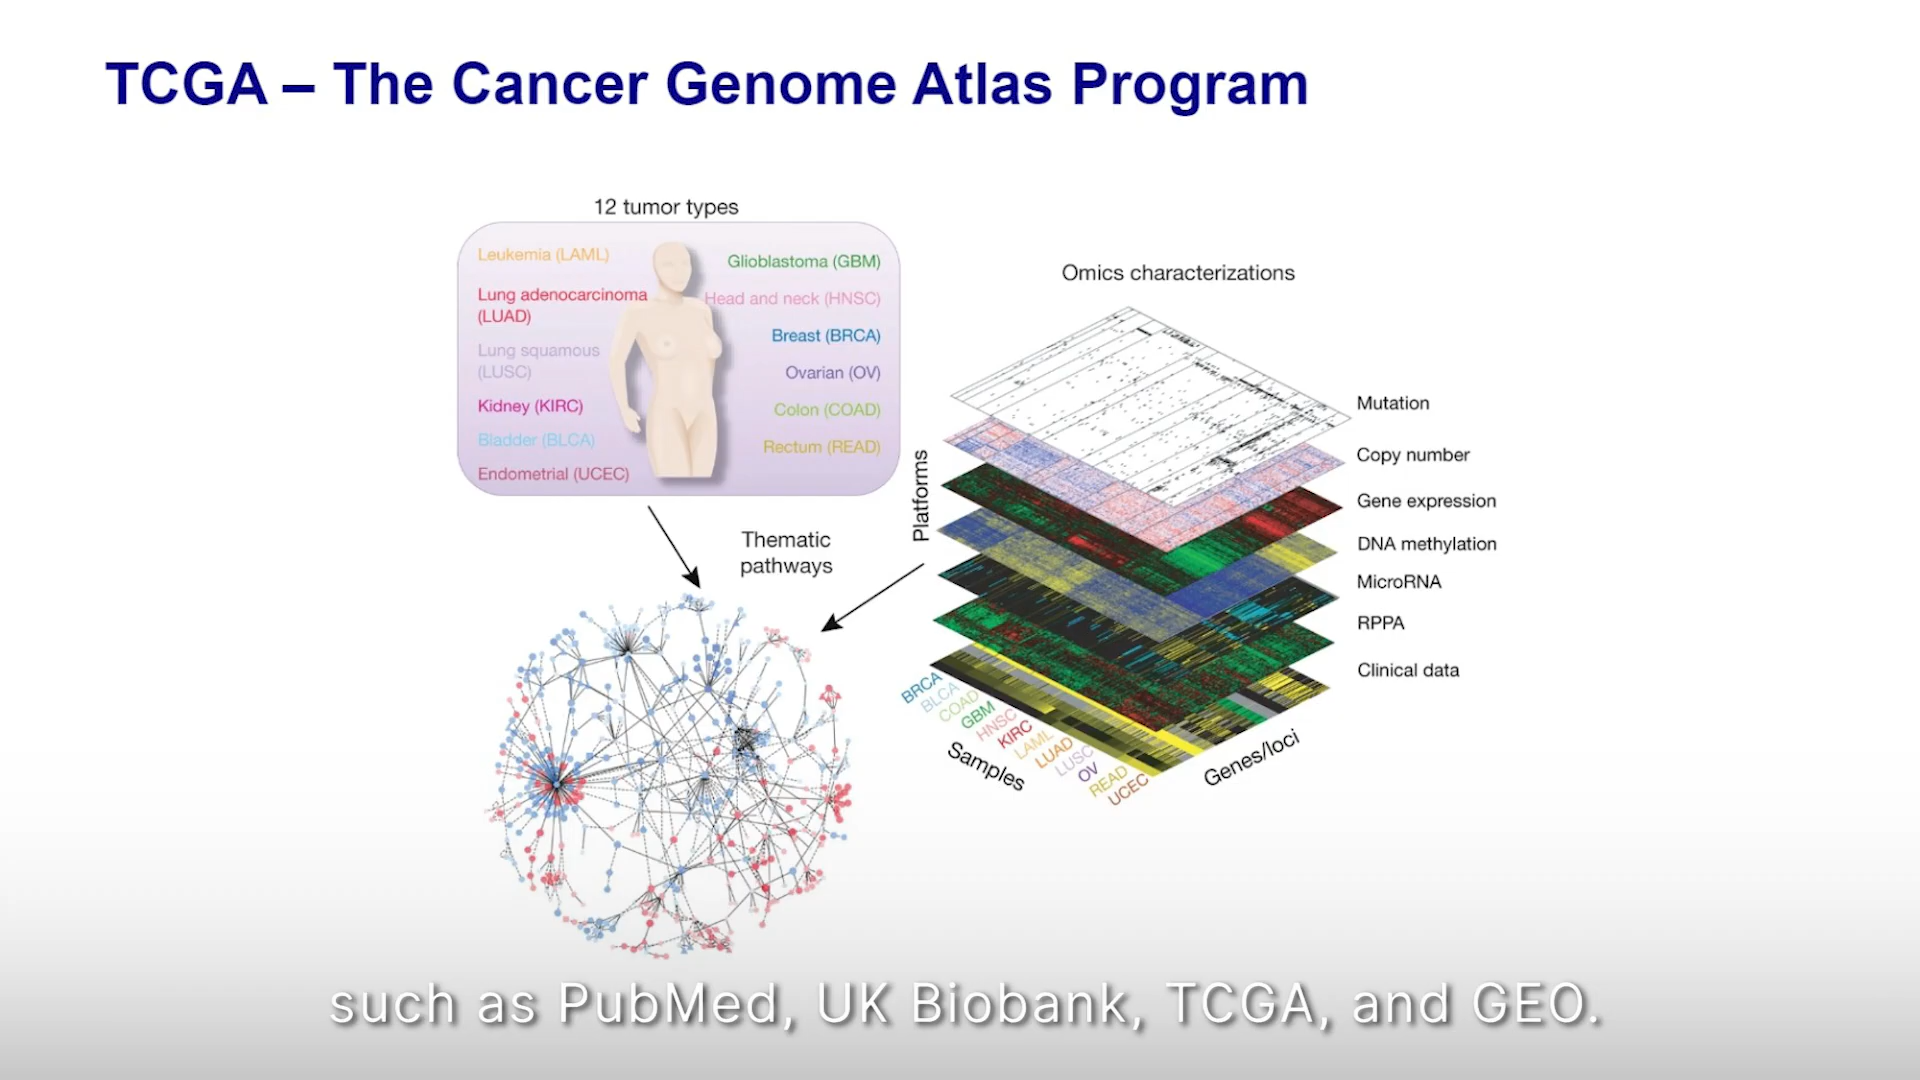 TCGA – The Cancer Genome Atlas Program
12 tumor types
Leukemia (LAML)
Lung adenocarcinoma
(LUAD)
Lung squamous
(LUSC)
Kidney (KIRC)
Bladder (BLCA)
Endometrial (UCEC)
Glioblastoma (GBM)
Head and neck (HNSC)
Breast (BRCA)
Ovarian (OV)
Colon (COAD)
Rectum (READ)
Thematic
pathways
Omics characterizations
Platforms
Mutation
Copy number
Gene expression
DNA methylation
MicroRNA
RPPA
Clinical data
BRCA
BLCA
COAD
GBM
HNSC
KIRC
LAML
LUAD
LUSC
OV
READ
UCEC
Samples
Genes/loci
such as PubMed, UK Biobank, TCGA, and GEO.